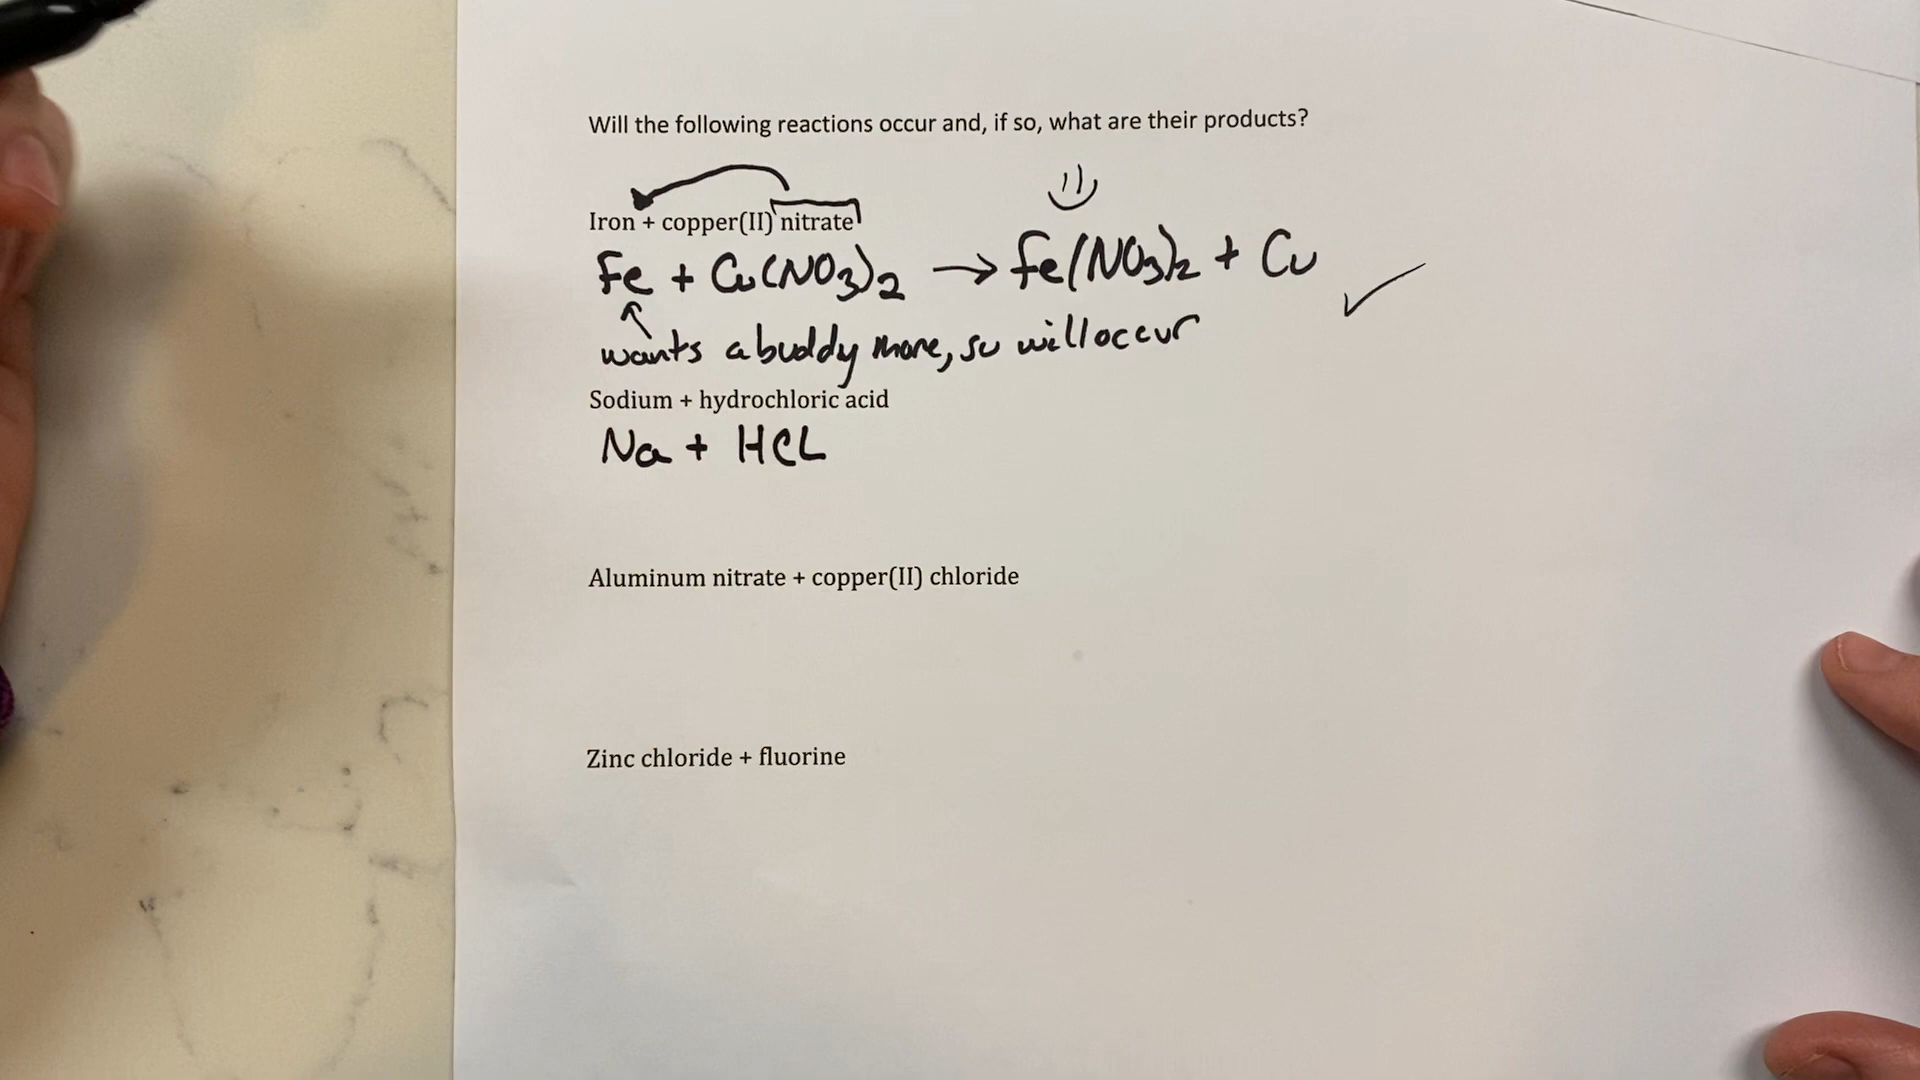 Will the following reactions occur and, if so, what are their products?
Iron + copper(II) nitrate
Fe + Cu(NO3)2 → Fe(NO3)2 + Cu ✓
wants a buddy more, so will occur
Sodium + hydrochloric acid
Na + HCL
Aluminum nitrate + copper(II) chloride
Zinc chloride + fluorine